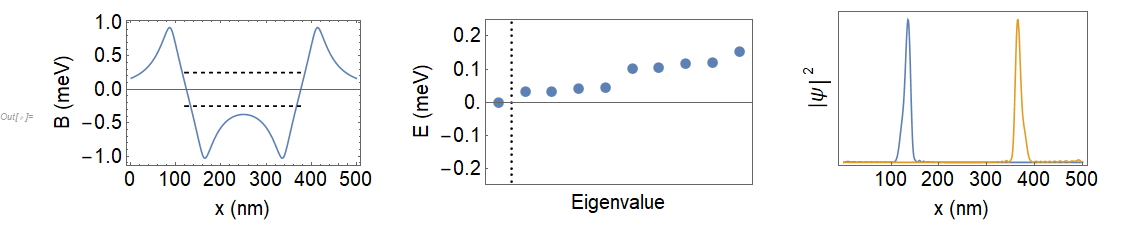 Out[•]=
B (meV)
1.0
0.5
0.0
−0.5
−1.0
0 100 200 300 400 500
x (nm)
E (meV)
0.2
0.1
0.
−0.1
−0.2
Eigenvalue
|ψ|²
100 200 300 400 500
x (nm)